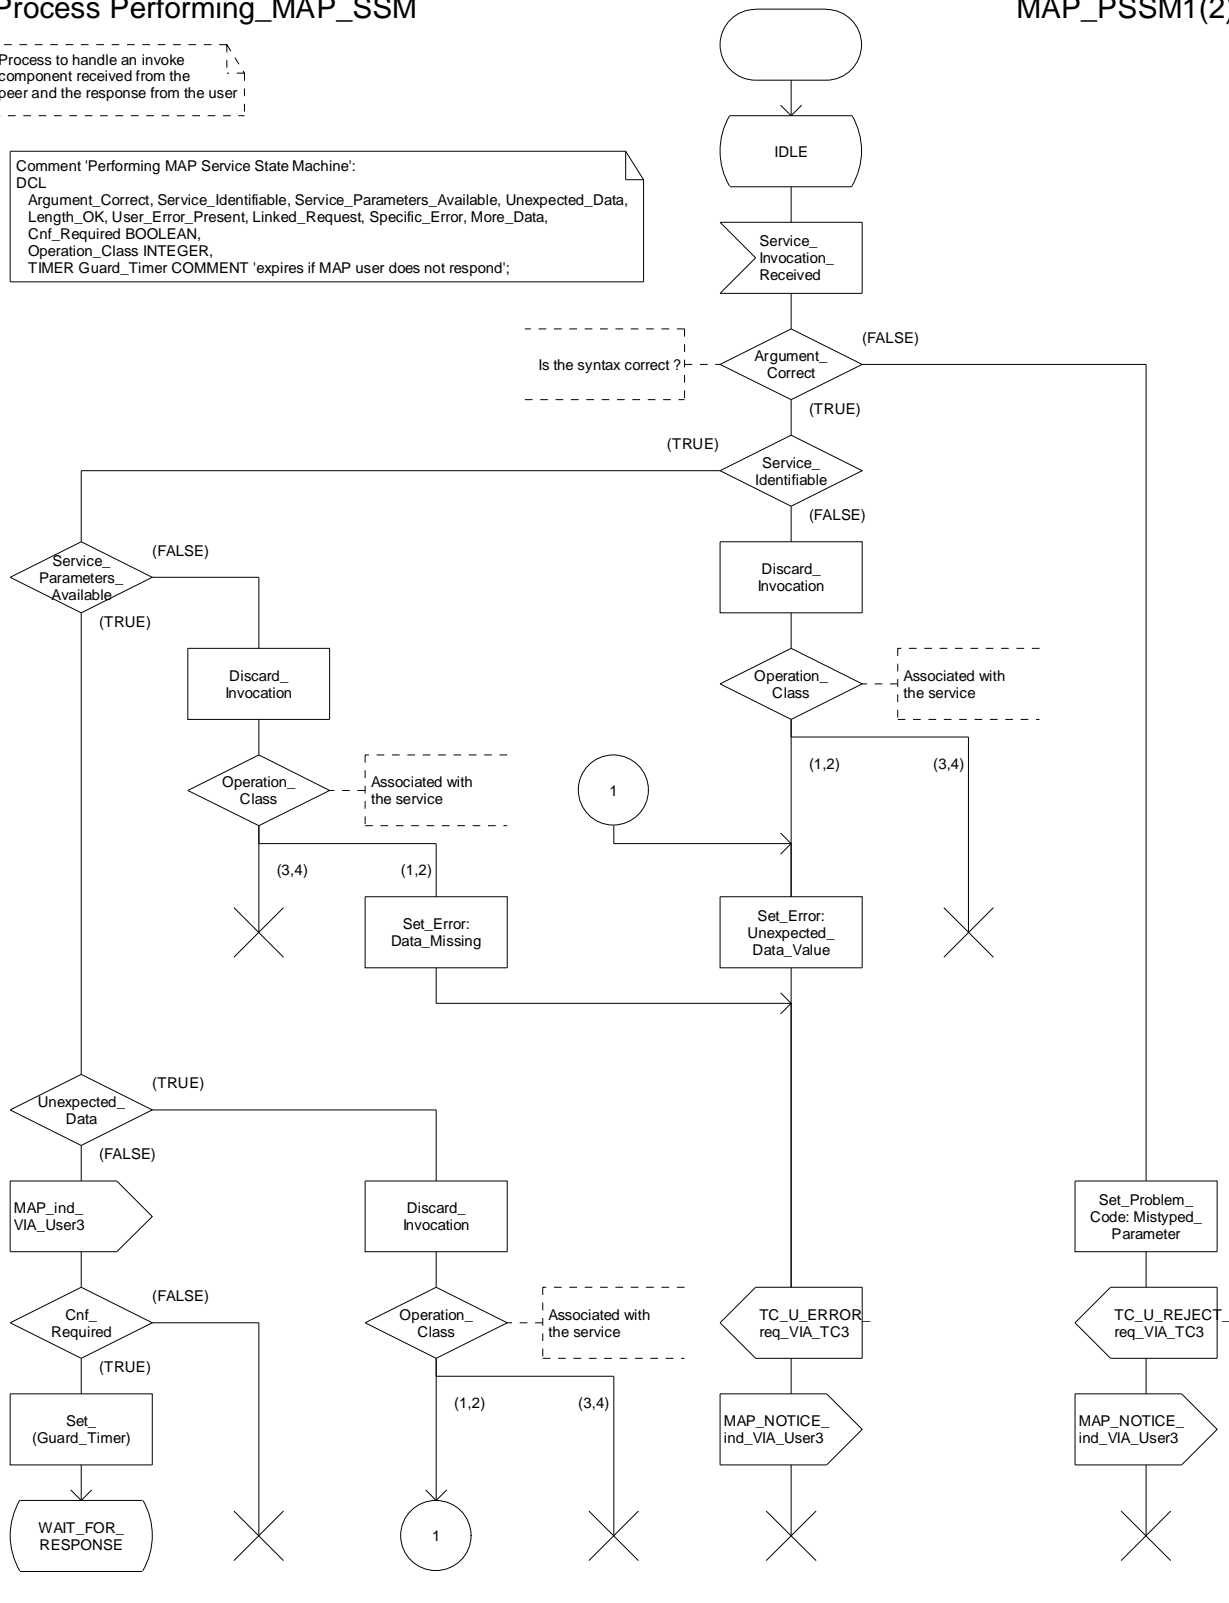 Process Performing_MAP_SSM
MAP_PSSM1(2)
Process to handle an invoke
component received from the
peer and the response from the user
Comment 'Performing MAP Service State Machine':
DCL
Argument_Correct, Service_Identifiable, Service_Parameters_Available, Unexpected_Data,
Length_OK, User_Error_Present, Linked_Request, Specific_Error, More_Data,
Cnf_Required BOOLEAN,
Operation_Class INTEGER,
TIMER Guard_Timer COMMENT 'expires if MAP user does not respond';
IDLE
Service_
Invocation_
Received
Is the syntax correct ?
Argument_
Correct
(FALSE)
(TRUE)
(TRUE)
Service_
Identifiable
(FALSE)
Service_
Parameters_
Available
(FALSE)
(TRUE)
Discard_
Invocation
Discard_
Invocation
Operation_
Class
Associated with
the service
Operation_
Class
Associated with
the service
1
(1,2)
(3,4)
(3,4)
(1,2)
Set_Error:
Data_Missing
Set_Error:
Unexpected_
Data_Value
Unexpected_
Data
(TRUE)
(FALSE)
MAP_ind_
VIA_User3
Discard_
Invocation
Set_Problem_
Code: Mistyped_
Parameter
Cnf_
Required
(FALSE)
(TRUE)
Operation_
Class
Associated with
the service
TC_U_ERROR_
req_VIA_TC3
TC_U_REJECT_
req_VIA_TC3
(1,2)
(3,4)
Set_
(Guard_Timer)
MAP_NOTICE_
ind_VIA_User3
MAP_NOTICE_
ind_VIA_User3
WAIT_FOR_
RESPONSE
1